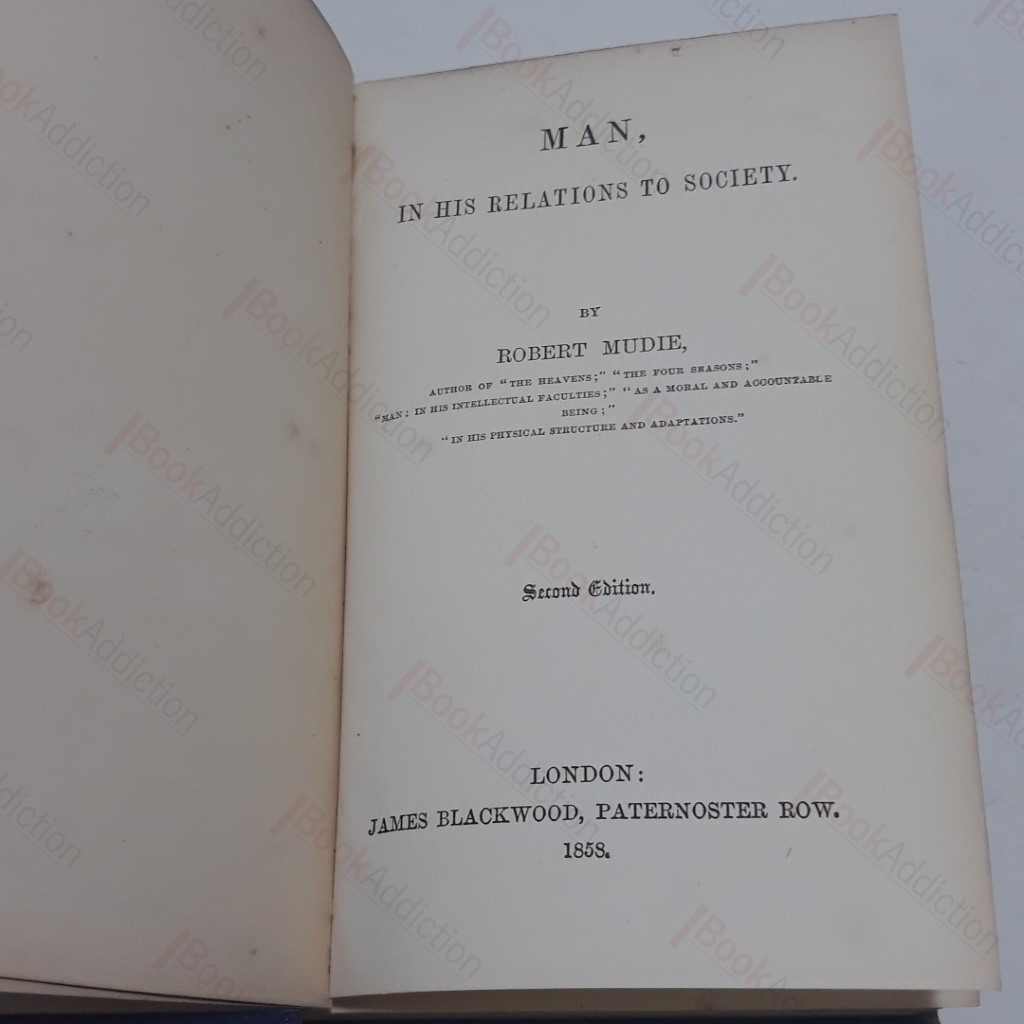 MAN,
IN HIS RELATIONS TO SOCIETY.
BY
ROBERT MUDIE,
AUTHOR OF "THE HEAVENS;" "THE FOUR SEASONS;"
"MAN: IN HIS INTELLECTUAL FACULTIES;" "AS A MORAL AND ACCOUNTABLE
BEING;"
"IN HIS PHYSICAL STRUCTURE AND ADAPTATIONS."
Second Edition.
LONDON:
JAMES BLACKWOOD, PATERNOSTER ROW.
1858.
BookAddiction